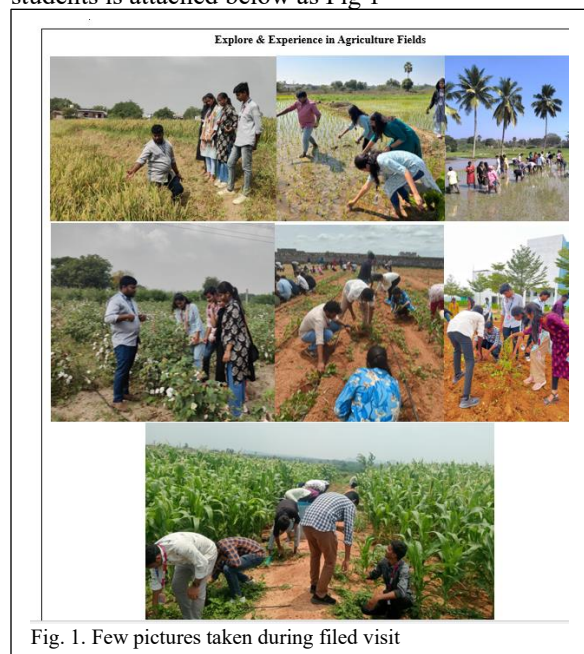 students is attached below as Fig 1
Explore & Experience in Agriculture Fields
Fig. 1. Few pictures taken during filed visit